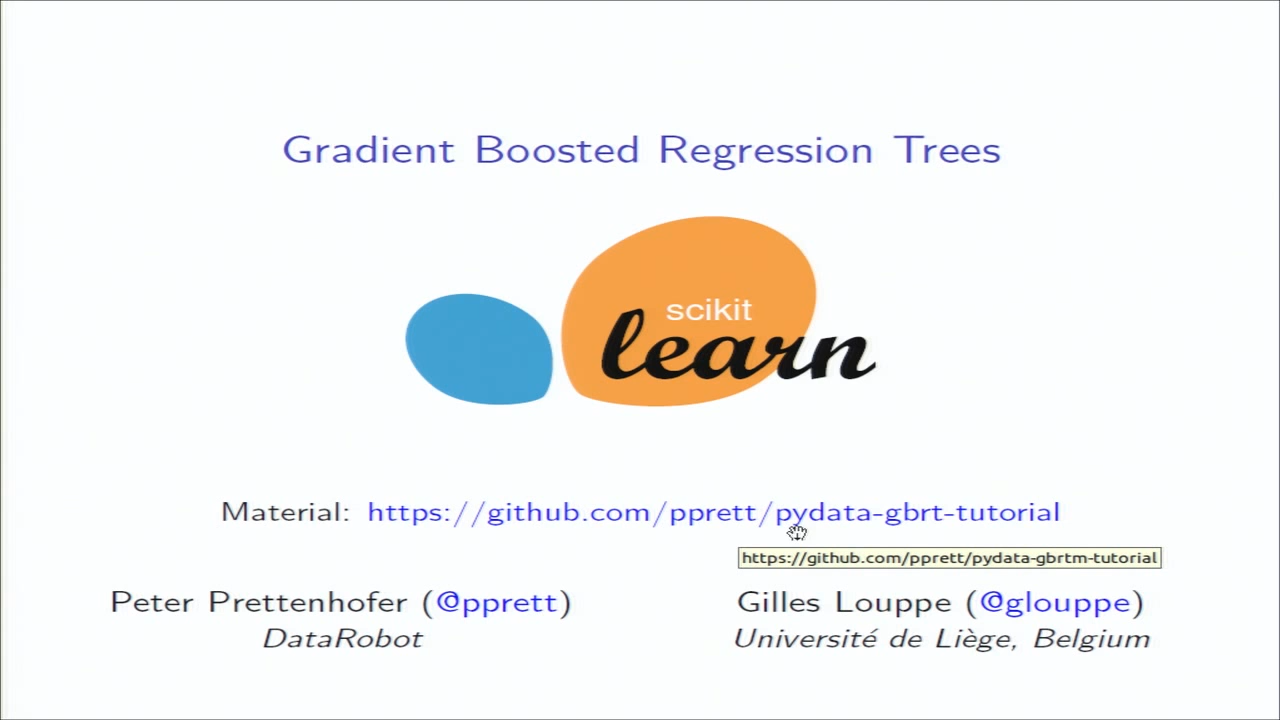 Gradient Boosted Regression Trees
scikit
learn
Material: https://github.com/pprett/pydata-gbrt-tutorial
https://github.com/pprett/pydata-gbrtm-tutorial
Peter Prettenhofer (@pprett)
DataRobot
Gilles Louppe (@glouppe)
Université de Liège, Belgium